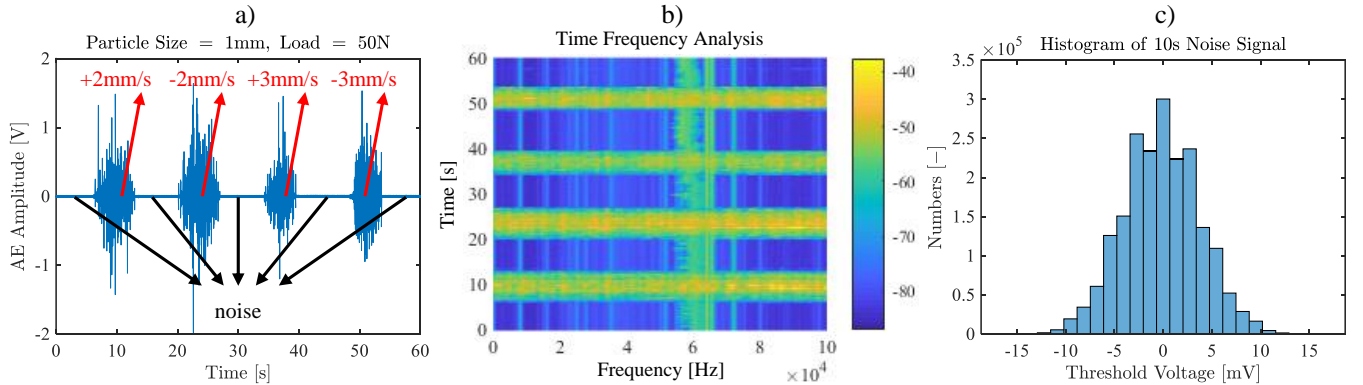 a)
Particle Size = 1mm, Load = 50N
2
+2mm/s -2mm/s +3mm/s -3mm/s
1
0
-1
-2
AE Amplitude [V]
noise
0 10 20 30 40 50 60
Time [s]
b)
Time Frequency Analysis
60
50
40
30
20
10
0
Time [s]
0 2 4 6 8 10
×10⁴
Frequency [Hz]
-40
-50
-60
-70
-80
c)
×10⁵
Histogram of 10s Noise Signal
3.5
3
2.5
2
1.5
1
0.5
0
Numbers [−]
-15 -10 -5 0 5 10 15
Threshold Voltage [mV]